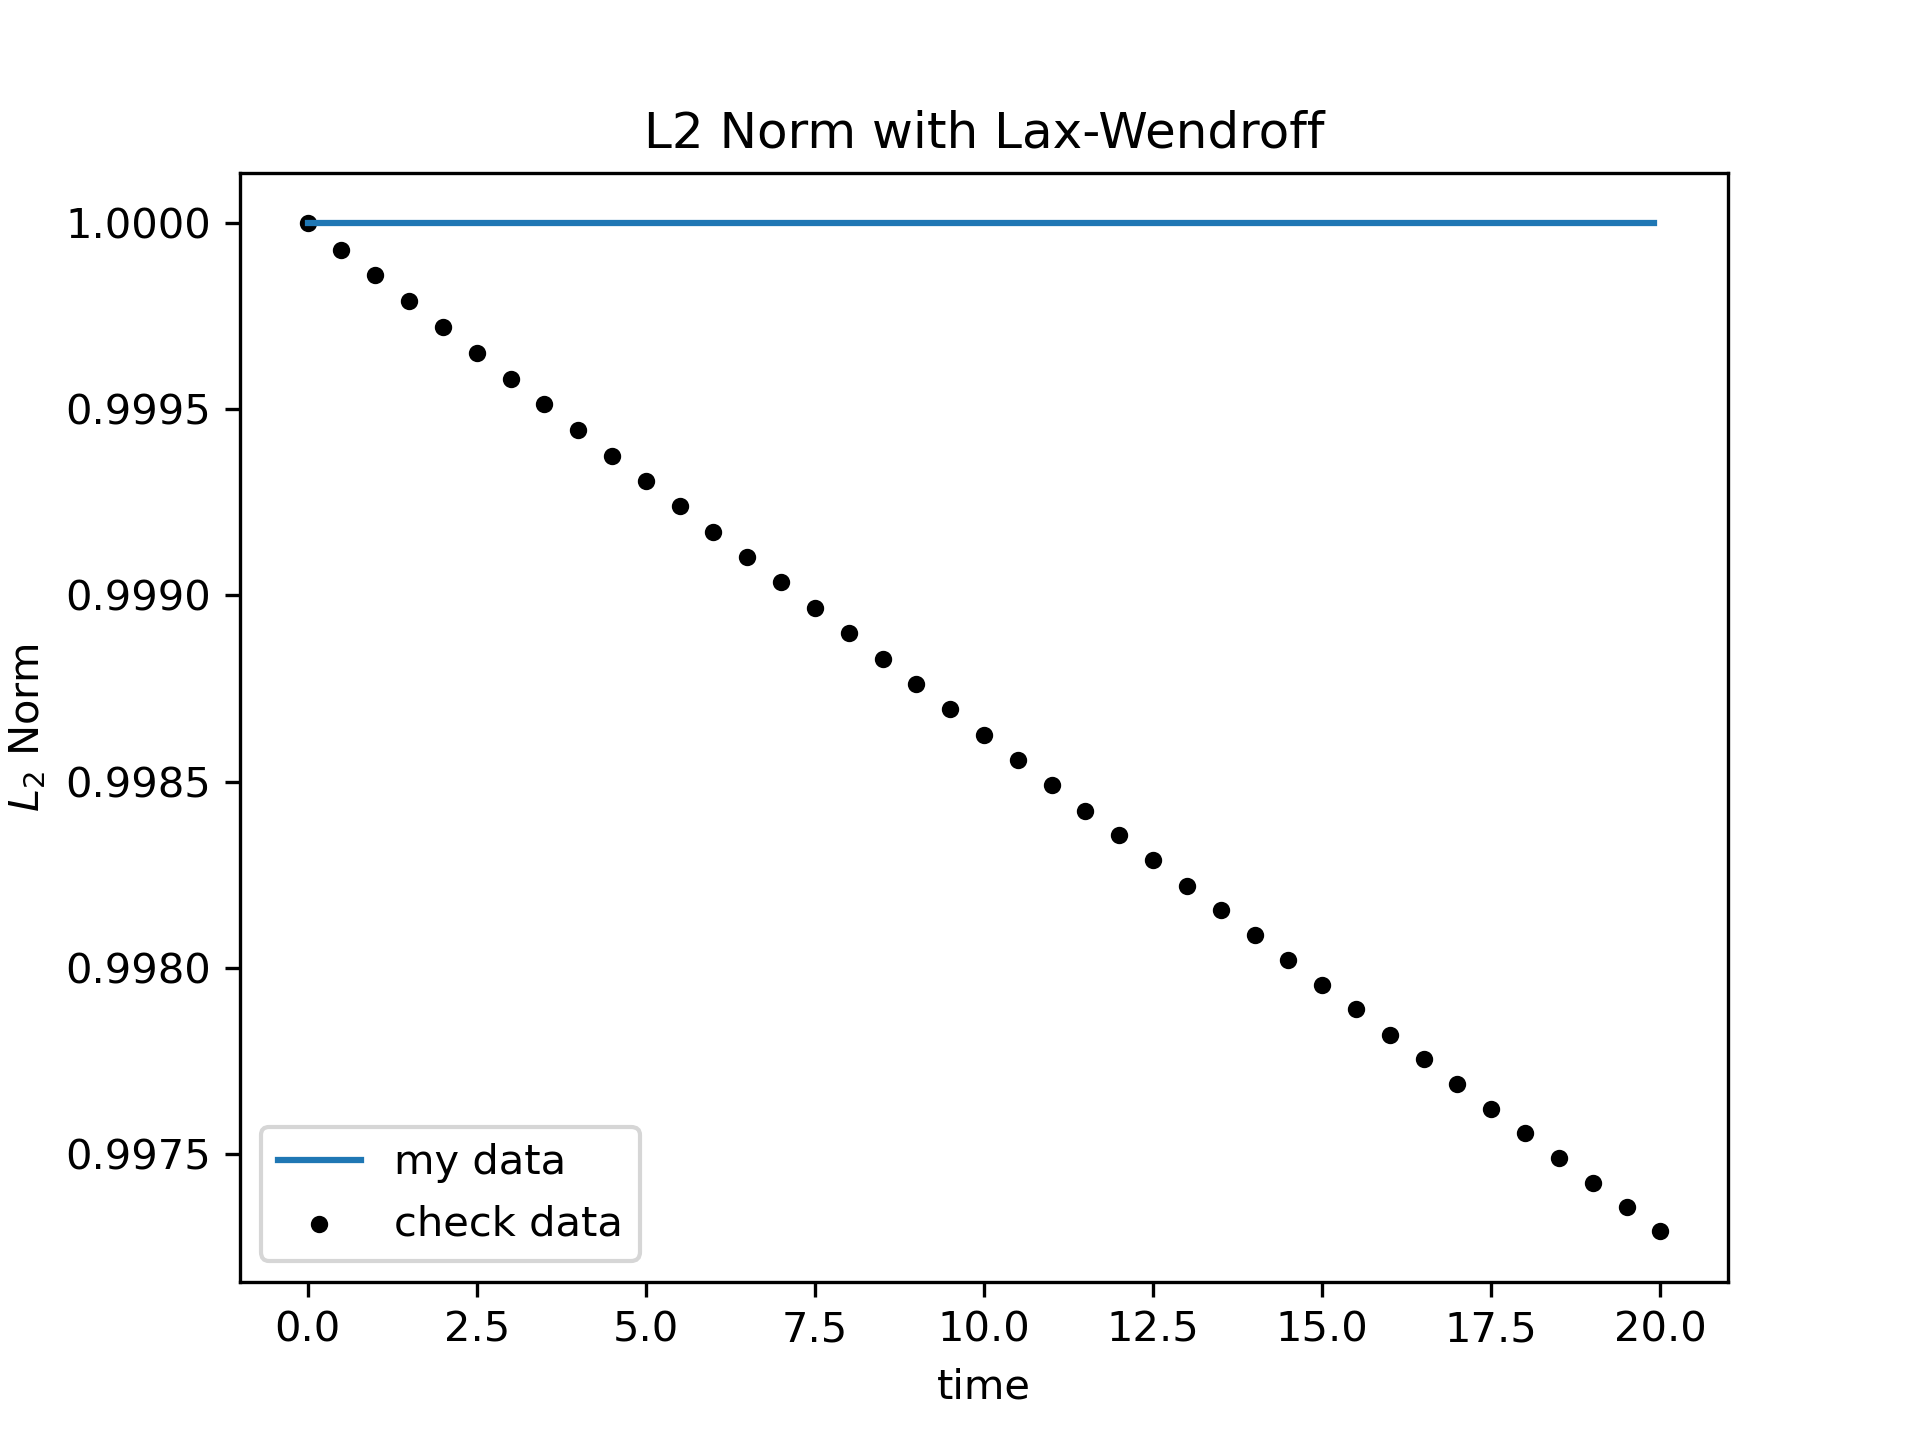 L2 Norm with Lax-Wendroff
L₂ Norm
1.0000
0.9995
0.9990
0.9985
0.9980
0.9975
my data
check data
0.0 2.5 5.0 7.5 10.0 12.5 15.0 17.5 20.0
time